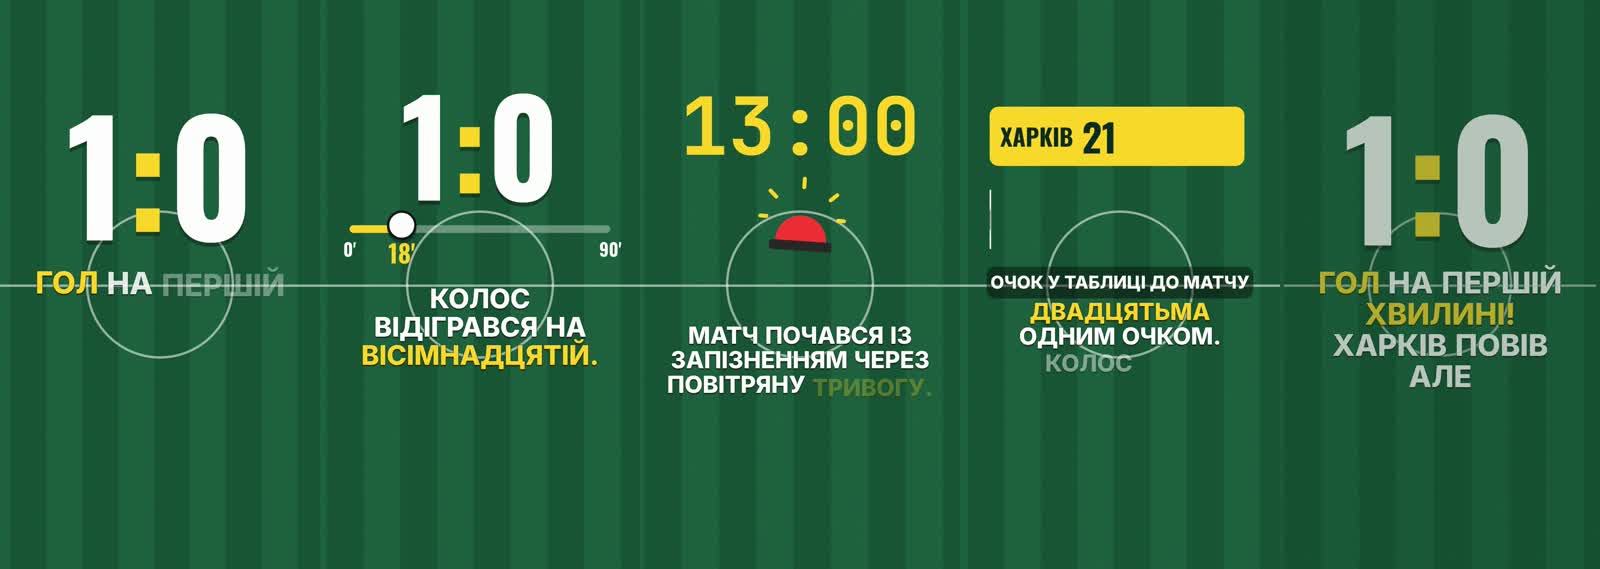 1:0
ГОЛ НА ПЕРШІЙ
1:0
0' 18' 90'
КОЛОС
ВІДІГРАВСЯ НА
ВІСІМНАДЦЯТІЙ.
13:00
МАТЧ ПОЧАВСЯ ІЗ
ЗАПІЗНЕННЯМ ЧЕРЕЗ
ПОВІТРЯНУ ТРИВОГУ.
ХАРКІВ 21
ОЧОК У ТАБЛИЦІ ДО МАТЧУ
ДВАДЦЯТЬМА
ОДНИМ ОЧКОМ.
КОЛОС
1:0
ГОЛ НА ПЕРШІЙ
ХВИЛИНІ!
ХАРКІВ ПОВІВ
АЛЕ